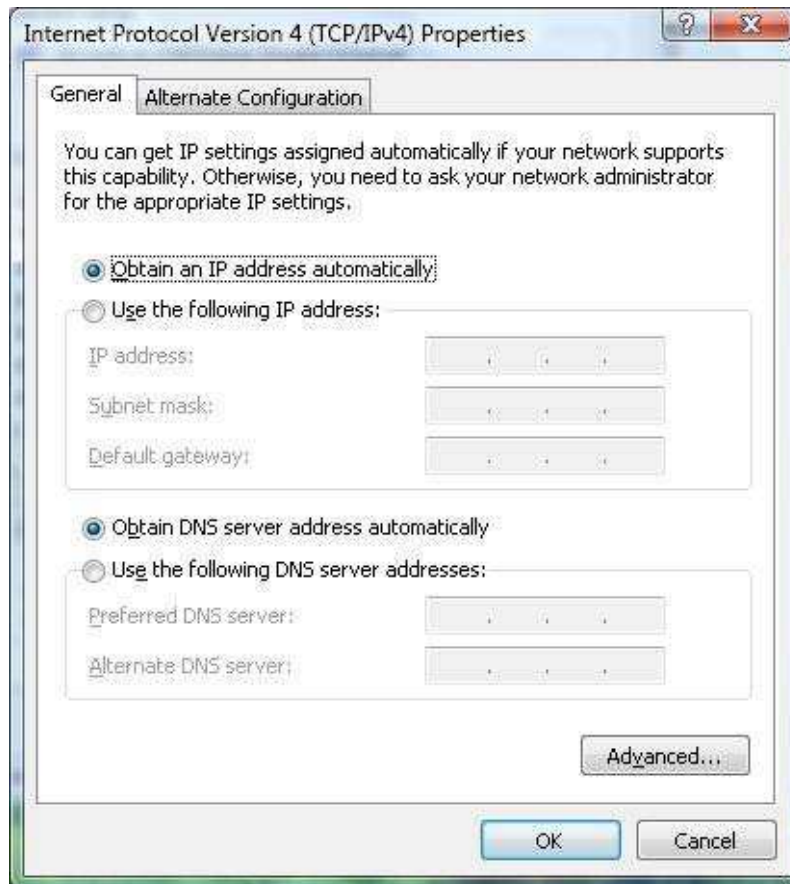 Internet Protocol Version 4 (TCP/IPv4) Properties
?
X
General
Alternate Configuration
You can get IP settings assigned automatically if your network supports
this capability. Otherwise, you need to ask your network administrator
for the appropriate IP settings.
Obtain an IP address automatically
Use the following IP address:
IP address:
. . .
Subnet mask:
. . .
Default gateway:
. . .
Obtain DNS server address automatically
Use the following DNS server addresses:
Preferred DNS server:
. . .
Alternate DNS server:
. . .
Advanced...
OK
Cancel